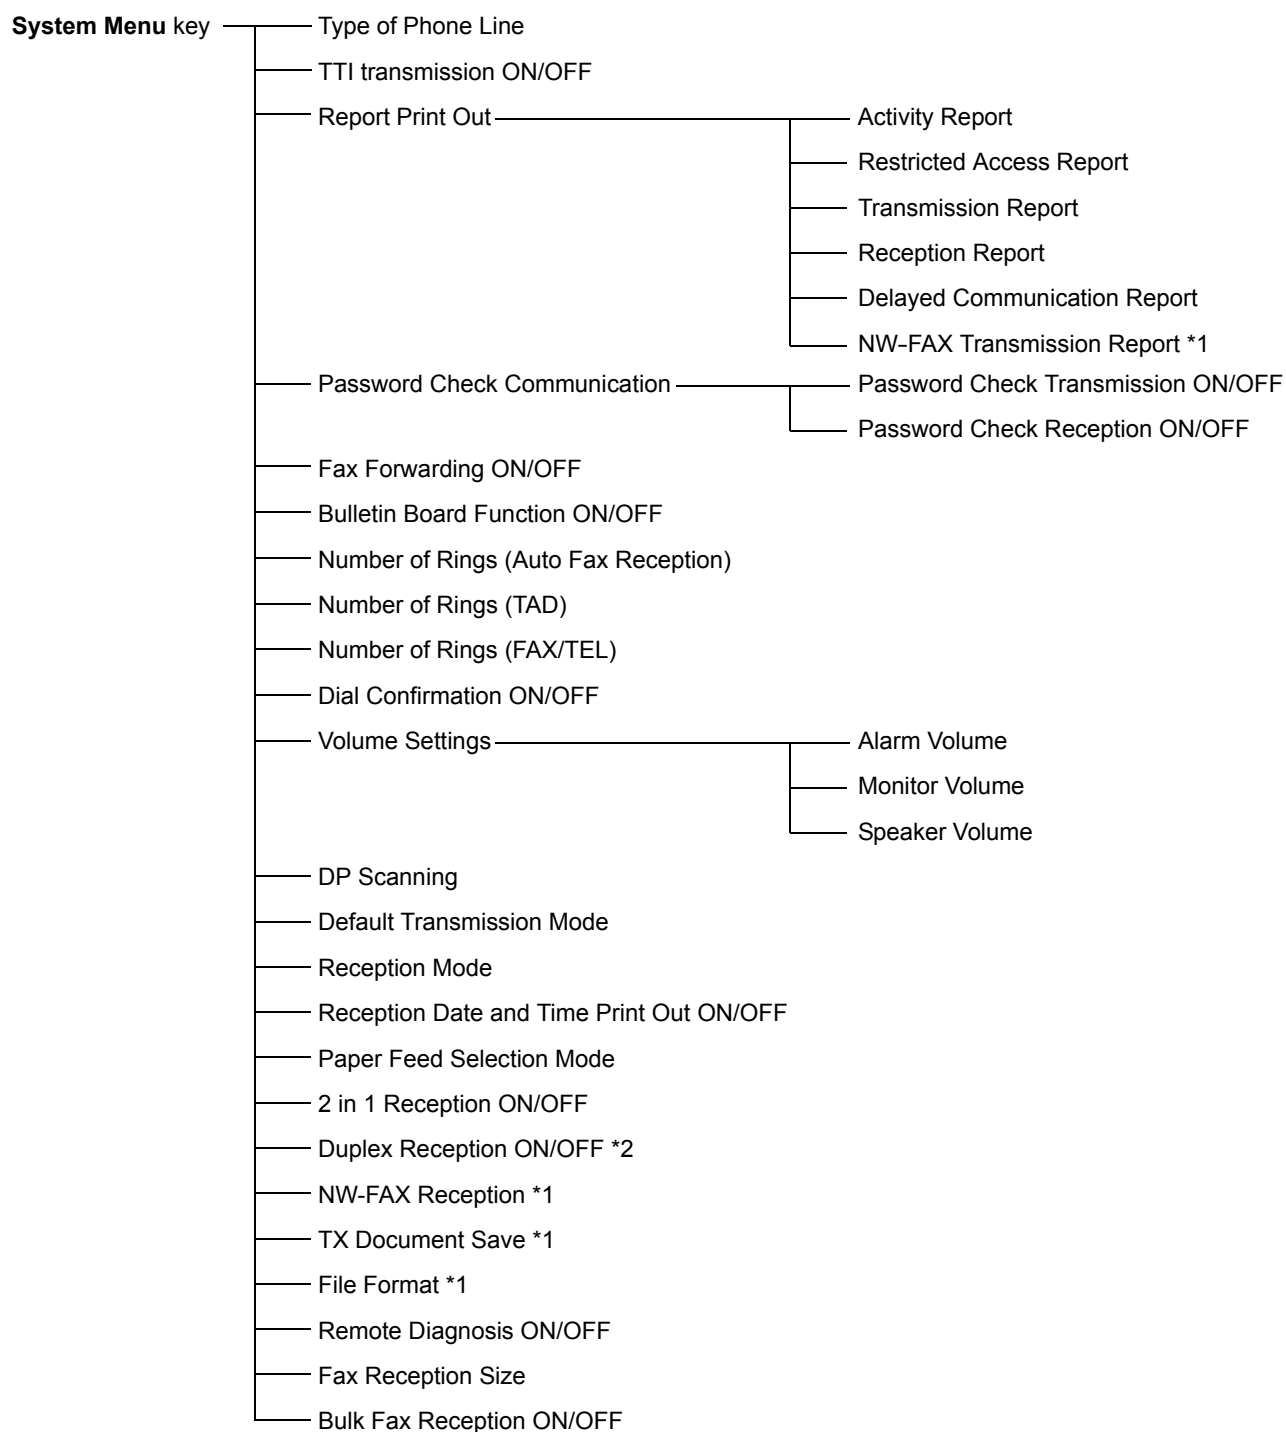 System Menu key
Type of Phone Line
TTI transmission ON/OFF
Report Print Out
Activity Report
Restricted Access Report
Transmission Report
Reception Report
Delayed Communication Report
NW-FAX Transmission Report *1
Password Check Communication
Password Check Transmission ON/OFF
Password Check Reception ON/OFF
Fax Forwarding ON/OFF
Bulletin Board Function ON/OFF
Number of Rings (Auto Fax Reception)
Number of Rings (TAD)
Number of Rings (FAX/TEL)
Dial Confirmation ON/OFF
Volume Settings
Alarm Volume
Monitor Volume
Speaker Volume
DP Scanning
Default Transmission Mode
Reception Mode
Reception Date and Time Print Out ON/OFF
Paper Feed Selection Mode
2 in 1 Reception ON/OFF
Duplex Reception ON/OFF *2
NW-FAX Reception *1
TX Document Save *1
File Format *1
Remote Diagnosis ON/OFF
Fax Reception Size
Bulk Fax Reception ON/OFF